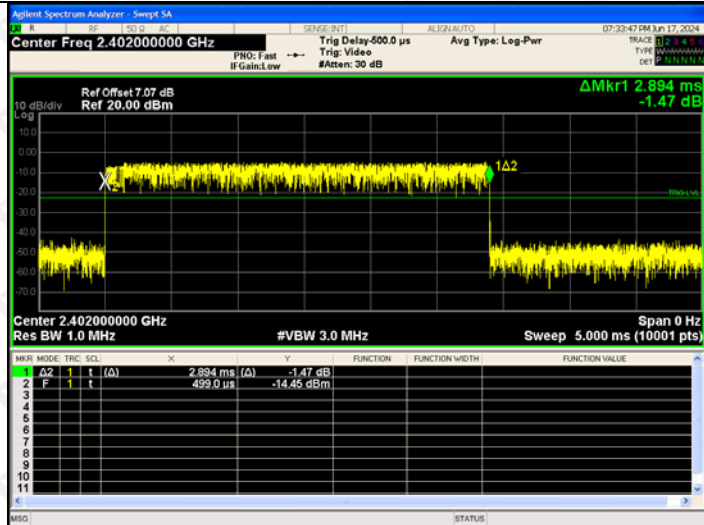 Agilent Spectrum Analyzer - Swept SA
R RF 50 Ω AC SENSE:INT ALIGN AUTO 07:33:47 PM Jun 17, 2024
Center Freq 2.402000000 GHz Trig Delay-500.0 µs Avg Type: Log-Pwr TRACE 1 2 3 4 5 6
PNO: Fast Trig: Video TYPE
IFGain:Low #Atten: 30 dB DET P N N N N N
Ref Offset 7.07 dB ΔMkr1 2.894 ms
10 dB/div Ref 20.00 dBm -1.47 dB
Log
10.0
0.00
-10.0
1Δ2
2
-20.0
TRIG LVL
-30.0
-40.0
-50.0
-60.0
-70.0
Center 2.402000000 GHz Span 0 Hz
Res BW 1.0 MHz #VBW 3.0 MHz Sweep 5.000 ms (10001 pts)
MKR MODE TRC SCL X Y FUNCTION FUNCTION WIDTH FUNCTION VALUE
1 Δ2 1 t (Δ) 2.894 ms (Δ) -1.47 dB
2 F 1 t 499.0 µs -14.45 dBm
3
4
5
6
7
8
9
10
11
MSG STATUS